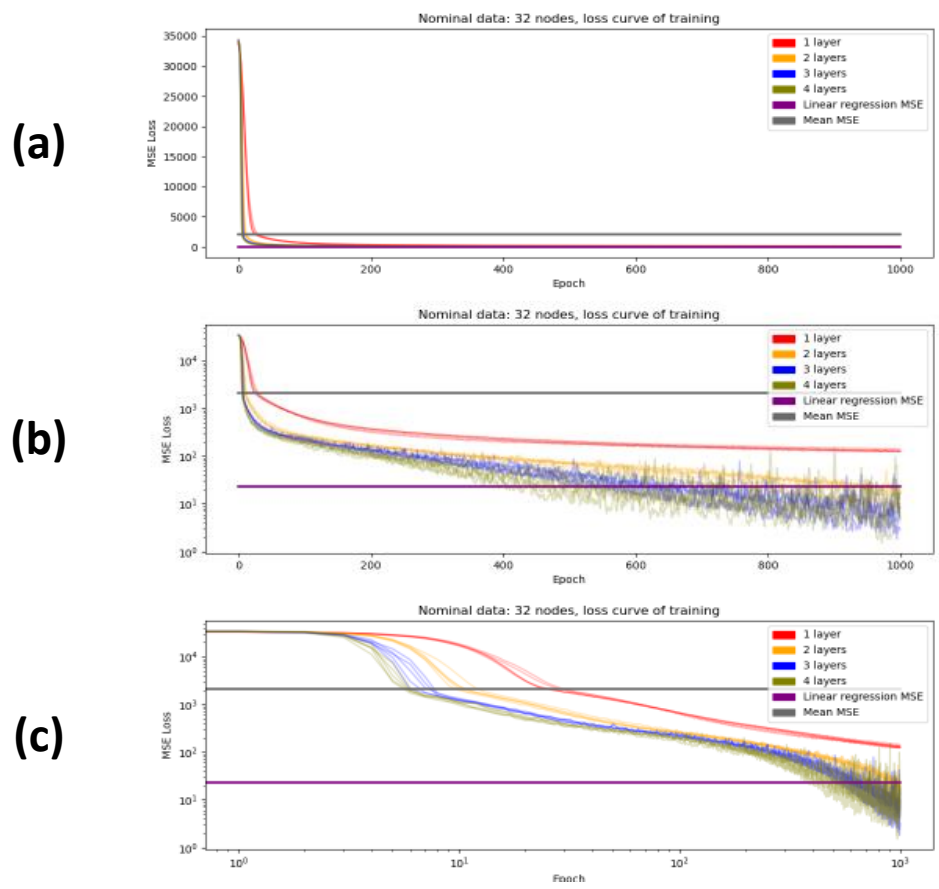 (a)
Nominal data: 32 nodes, loss curve of training
MSE Loss
35000
30000
25000
20000
15000
10000
5000
0
0 200 400 600 800 1000
Epoch
1 layer
2 layers
3 layers
4 layers
Linear regression MSE
Mean MSE
(b)
Nominal data: 32 nodes, loss curve of training
MSE Loss
10⁴
10³
10²
10¹
10⁰
0 200 400 600 800 1000
Epoch
1 layer
2 layers
3 layers
4 layers
Linear regression MSE
Mean MSE
(c)
Nominal data: 32 nodes, loss curve of training
MSE Loss
10⁴
10³
10²
10¹
10⁰
10⁰ 10¹ 10² 10³
Epoch
1 layer
2 layers
3 layers
4 layers
Linear regression MSE
Mean MSE